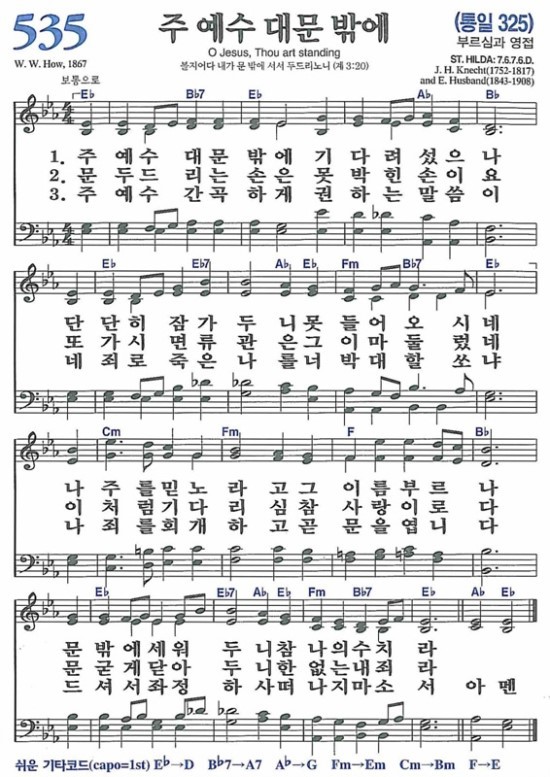 535
주 예수 대문 밖에
(통일 325)
부르심과 영접
O Jesus, Thou art standing
W. W. How, 1867
볼지어다 내가 문 밖에 서서 두드리노니 (계 3:20)
ST. HILDA: 7.6.7.6.D.
J. H. Knecht(1752-1817)
and E. Husband(1843-1908)
보통으로
E♭ B♭7 E♭ A♭ B♭
1. 주 예수 대문 밖에 기다려 섰으나
2. 문 두드리는 손은 못 박힌 손이요
3. 주 예수 간곡하게 권하는 말씀이
E♭ B♭7 A♭ E♭ Fm B♭7 E♭
단단히 잠가 두니 못 들어오시네
또 가시 면류관은 그 이마 둘렀네
네 죄로 죽은 나를 너 박대할쏘냐
Cm Fm F B♭
나 주를 믿노라고 그 이름 부르나
이처럼 기다리심 참 사랑이로다
나 죄를 회개하고 곧 문을 엽니다
E♭ B♭7 A♭ E♭ Fm B♭7 E♭ A♭ E♭
문 밖에 세워 두니 참 나의 수치라
문 굳게 닫아 두니 한없는 내 죄라
드셔서 좌정하사 떠나지 마소서 아멘
쉬운 기타코드(capo=1st) E♭→D B♭7→A7 A♭→G Fm→Em Cm→Bm F→E